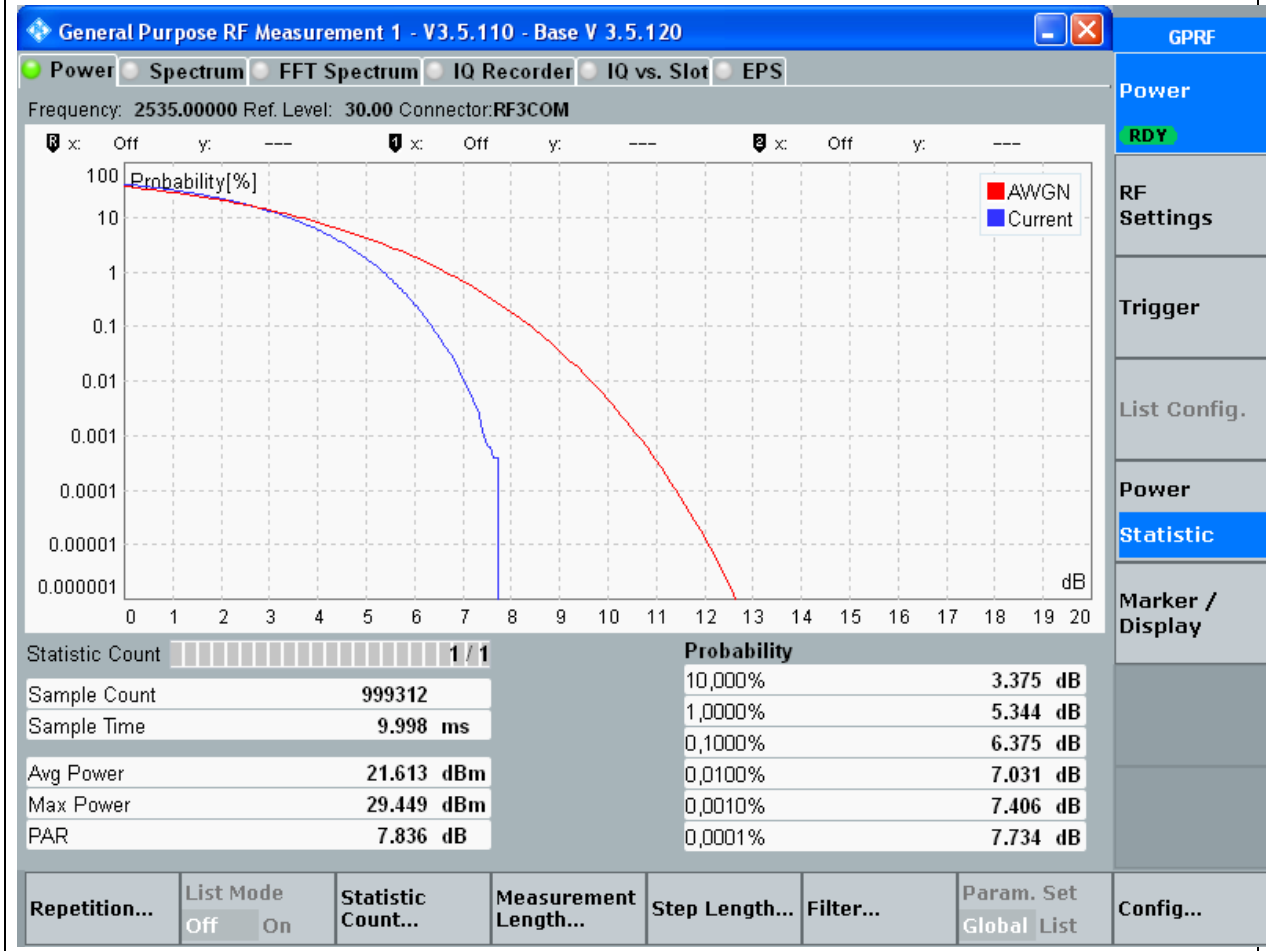 General Purpose RF Measurement 1 - V3.5.110 - Base V 3.5.120
GPRF
Power Spectrum FFT Spectrum IQ Recorder IQ vs. Slot EPS
Frequency: 2535.00000 Ref. Level: 30.00 Connector:RF3COM
R x: Off y: --- 1 x: Off y: --- 2 x: Off y: ---
Probability[%]
AWGN
Current
100
10
1
0.1
0.01
0.001
0.0001
0.00001
0.000001
dB
0 1 2 3 4 5 6 7 8 9 10 11 12 13 14 15 16 17 18 19 20
Statistic Count 1 / 1
Sample Count 999312
Sample Time 9.998 ms
Avg Power 21.613 dBm
Max Power 29.449 dBm
PAR 7.836 dB
Probability
10,000% 3.375 dB
1,0000% 5.344 dB
0,1000% 6.375 dB
0,0100% 7.031 dB
0,0010% 7.406 dB
0,0001% 7.734 dB
Power
RDY
RF
Settings
Trigger
List Config.
Power
Statistic
Marker /
Display
Repetition...
List Mode
Off On
Statistic
Count...
Measurement
Length...
Step Length...
Filter...
Param. Set
Global List
Config...